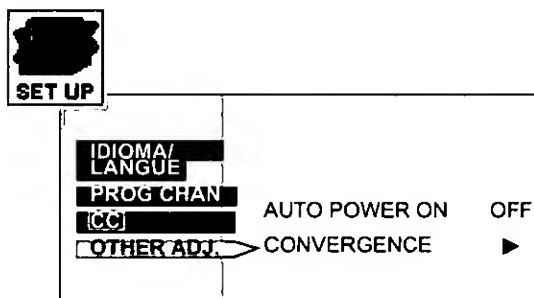 SET UP
IDIOMA/
LANGUE
PROG CHAN
CC
OTHER ADJ.
AUTO POWER ON OFF
CONVERGENCE ▶